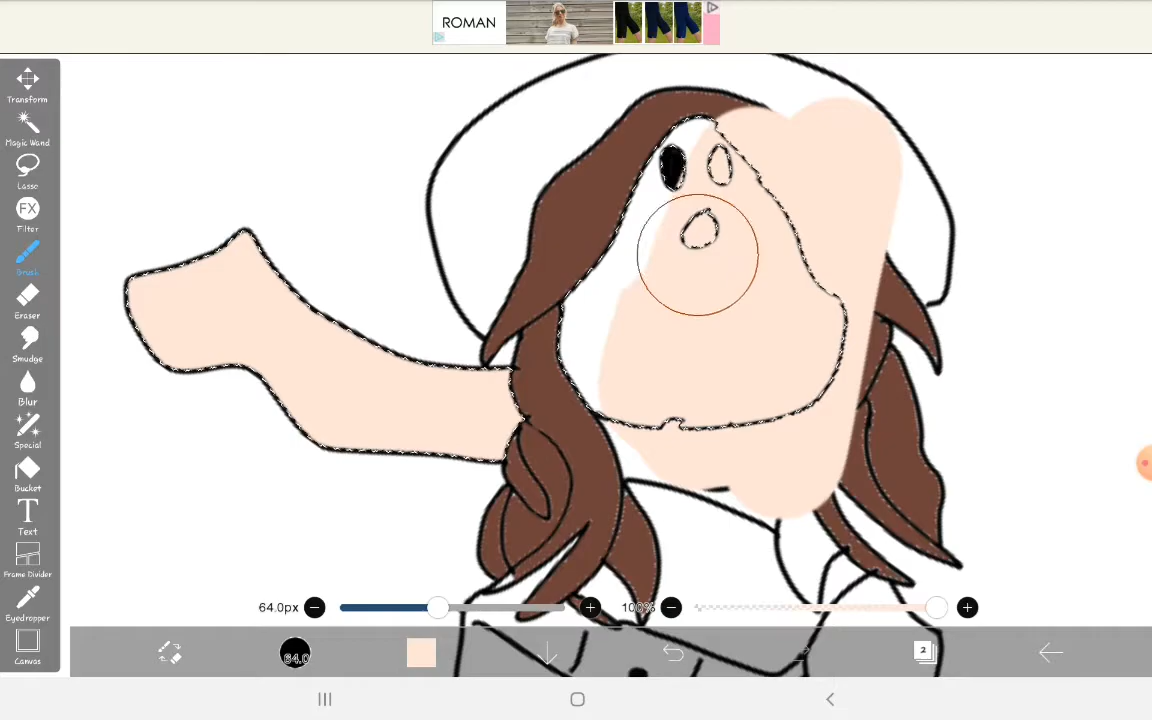 ROMAN
Transform
Magic Wand
Lasso
FX
Filter
Brush
Eraser
Smudge
Blur
Special
Bucket
T
Text
Frame Divider
Eyedropper
Canvas
64.0px
100%
64.0
2